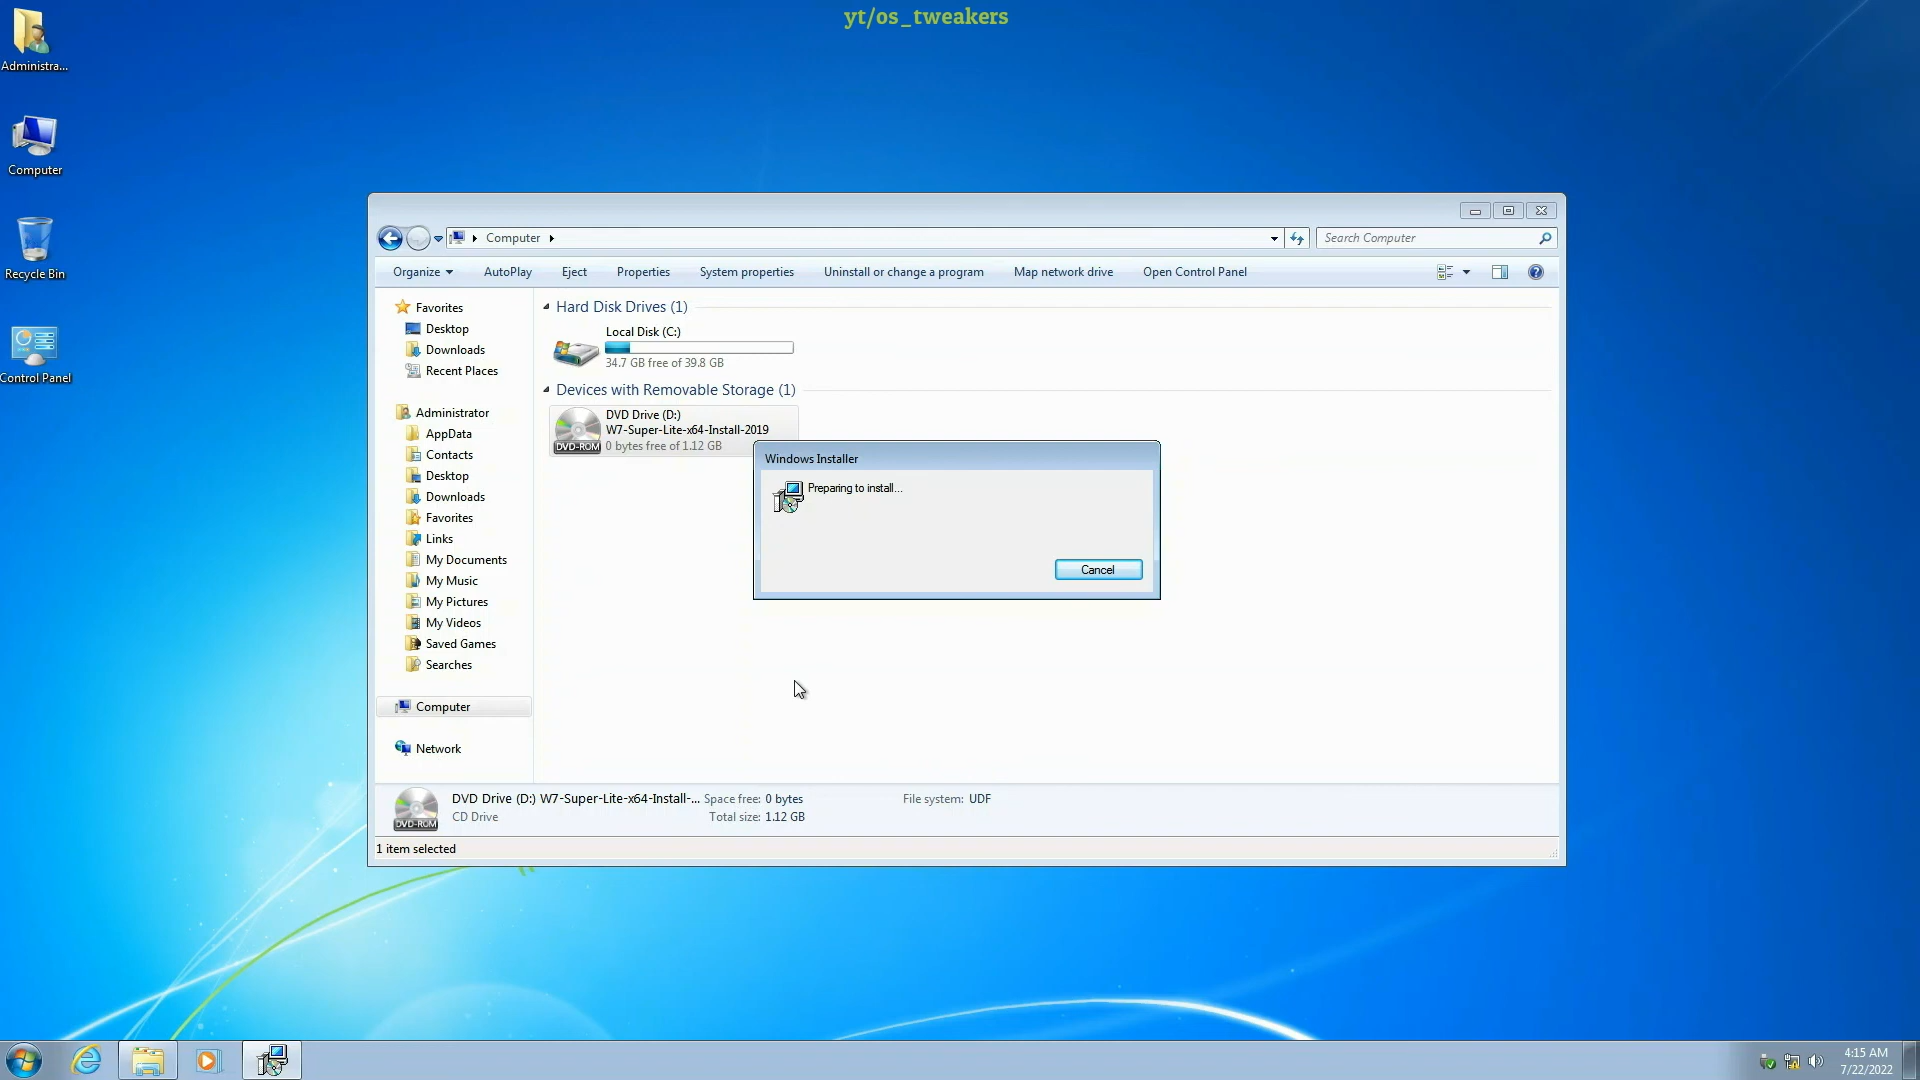 yt/os_tweakers
Administra...
Computer
Recycle Bin
Control Panel
Computer
Search Computer
Organize
AutoPlay
Eject
Properties
System properties
Uninstall or change a program
Map network drive
Open Control Panel
Favorites
Desktop
Downloads
Recent Places
Administrator
AppData
Contacts
Desktop
Downloads
Favorites
Links
My Documents
My Music
My Pictures
My Videos
Saved Games
Searches
Computer
Network
Hard Disk Drives (1)
Local Disk (C:)
34.7 GB free of 39.8 GB
Devices with Removable Storage (1)
DVD Drive (D:)
W7-Super-Lite-x64-Install-2019
DVD-ROM
0 bytes free of 1.12 GB
Windows Installer
Preparing to install...
Cancel
DVD-ROM
DVD Drive (D:) W7-Super-Lite-x64-Install-... Space free: 0 bytes File system: UDF
CD Drive Total size: 1.12 GB
1 item selected
4:15 AM
7/22/2022